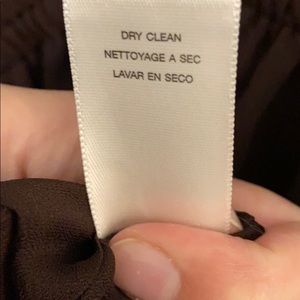 DRY CLEAN
NETTOYAGE A SEC
LAVAR EN SECO